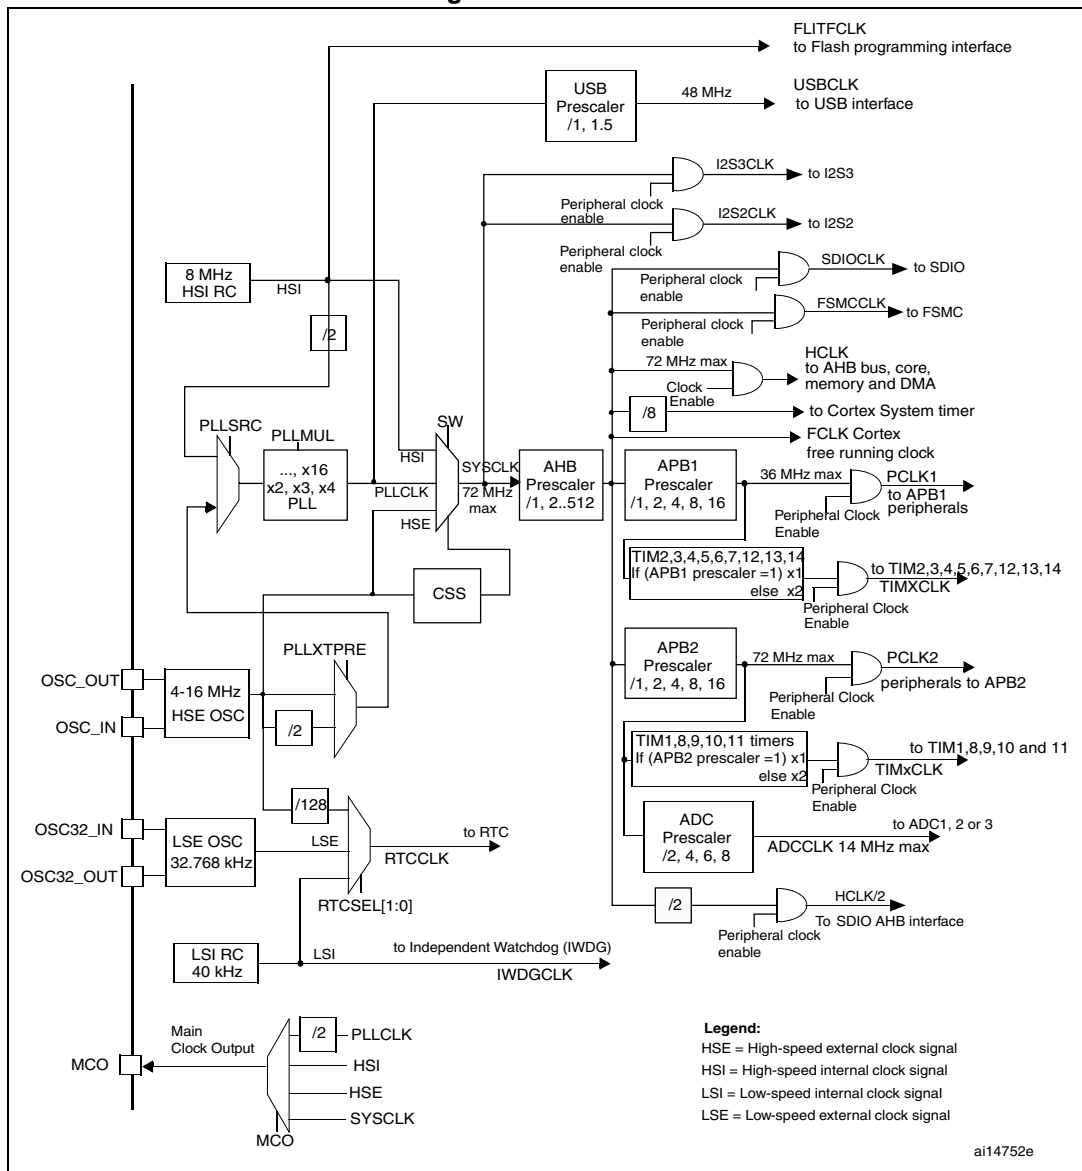 FLITFCLK
to Flash programming interface
USB
Prescaler
/1, 1.5
48 MHz
USBCLK
to USB interface
I2S3CLK
to I2S3
Peripheral clock
enable
I2S2CLK
to I2S2
Peripheral clock
enable
8 MHz
HSI RC
HSI
SDIOCLK
to SDIO
Peripheral clock
enable
FSMCCLK
to FSMC
Peripheral clock
enable
/2
72 MHz max
HCLK
to AHB bus, core,
memory and DMA
Clock
Enable
/8
to Cortex System timer
FCLK Cortex
free running clock
PLLSRC
PLLMUL
..., x16
x2, x3, x4
PLL
SW
HSI
PLLCLK
HSE
SYSCLK
72 MHz
max
AHB
Prescaler
/1, 2..512
APB1
Prescaler
/1, 2, 4, 8, 16
36 MHz max
PCLK1
to APB1
peripherals
Peripheral Clock
Enable
TIM2,3,4,5,6,7,12,13,14
If (APB1 prescaler =1) x1
else x2
to TIM2,3,4,5,6,7,12,13,14
TIMXCLK
Peripheral Clock
Enable
CSS
PLLXTPRE
OSC_OUT
OSC_IN
4-16 MHz
HSE OSC
/2
APB2
Prescaler
/1, 2, 4, 8, 16
72 MHz max
PCLK2
peripherals to APB2
Peripheral Clock
Enable
TIM1,8,9,10,11 timers
If (APB2 prescaler =1) x1
else x2
to TIM1,8,9,10 and 11
TIMxCLK
Peripheral Clock
Enable
/128
OSC32_IN
OSC32_OUT
LSE OSC
32.768 kHz
LSE
to RTC
RTCCLK
RTCSEL[1:0]
ADC
Prescaler
/2, 4, 6, 8
to ADC1, 2 or 3
ADCCLK 14 MHz max
/2
HCLK/2
To SDIO AHB interface
Peripheral clock
enable
LSI RC
40 kHz
LSI
to Independent Watchdog (IWDG)
IWDGCLK
MCO
Main
Clock Output
/2
PLLCLK
HSI
HSE
SYSCLK
MCO
Legend:
HSE = High-speed external clock signal
HSI = High-speed internal clock signal
LSI = Low-speed internal clock signal
LSE = Low-speed external clock signal
ai14752e